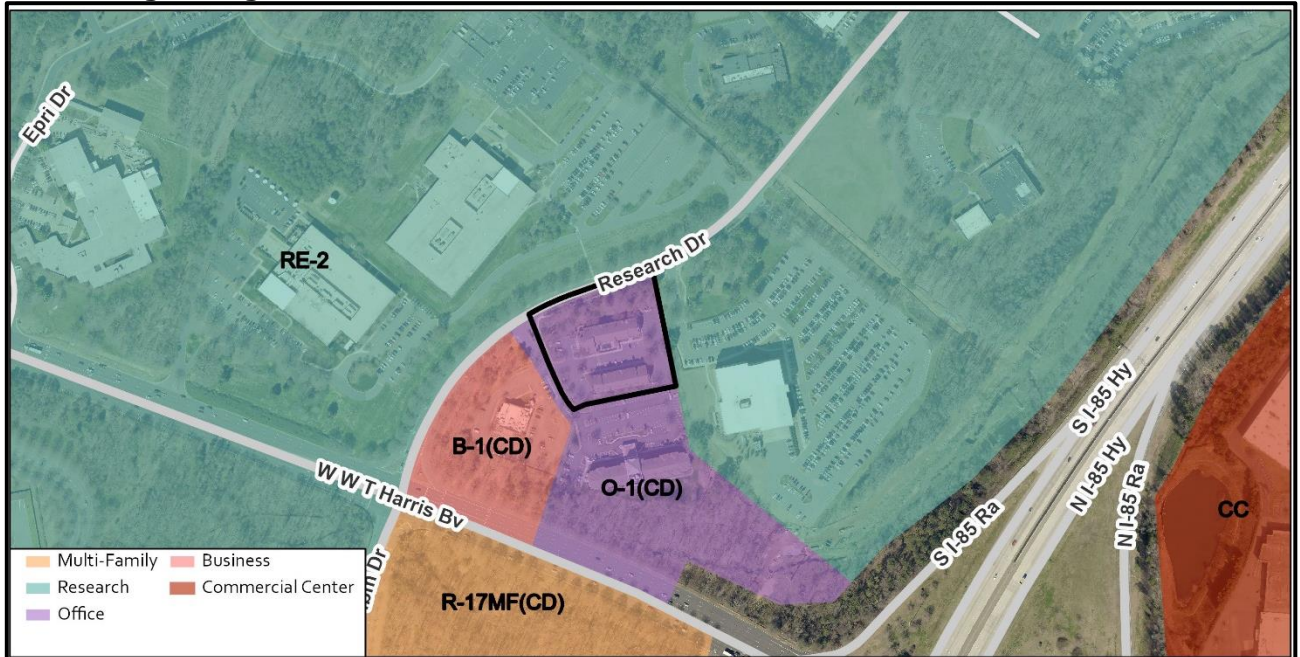 Epri Dr
RE-2
Research Dr
B-1(CD)
O-1(CD)
W W T Harris Bv
R-17MF(CD)
S I-85 Hy
N I-85 Hy
S I-85 Ra
N I-85 Ra
CC
Multi-Family
Business
Research
Commercial Center
Office
Dr